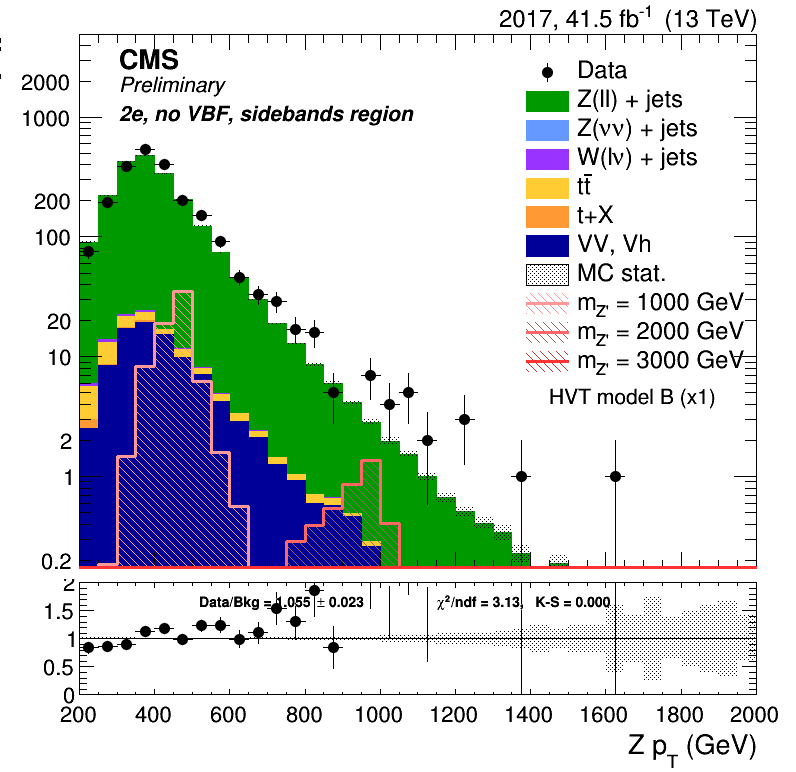 2017, 41.5 fb⁻¹ (13 TeV)
CMS
Preliminary
2e, no VBF, sidebands region
Data
Z(ll) + jets
Z(νν) + jets
W(lν) + jets
tt̄
t+X
VV, Vh
MC stat.
m_Z' = 1000 GeV
m_Z' = 2000 GeV
m_Z' = 3000 GeV
HVT model B (x1)
2000
1000
200
100
20
10
2
1
0.2
2
1.5
1
0.5
0
Data/Bkg = 1.055 ± 0.023
χ²/ndf = 3.13, K-S = 0.000
200 400 600 800 1000 1200 1400 1600 1800 2000
Z p_T (GeV)